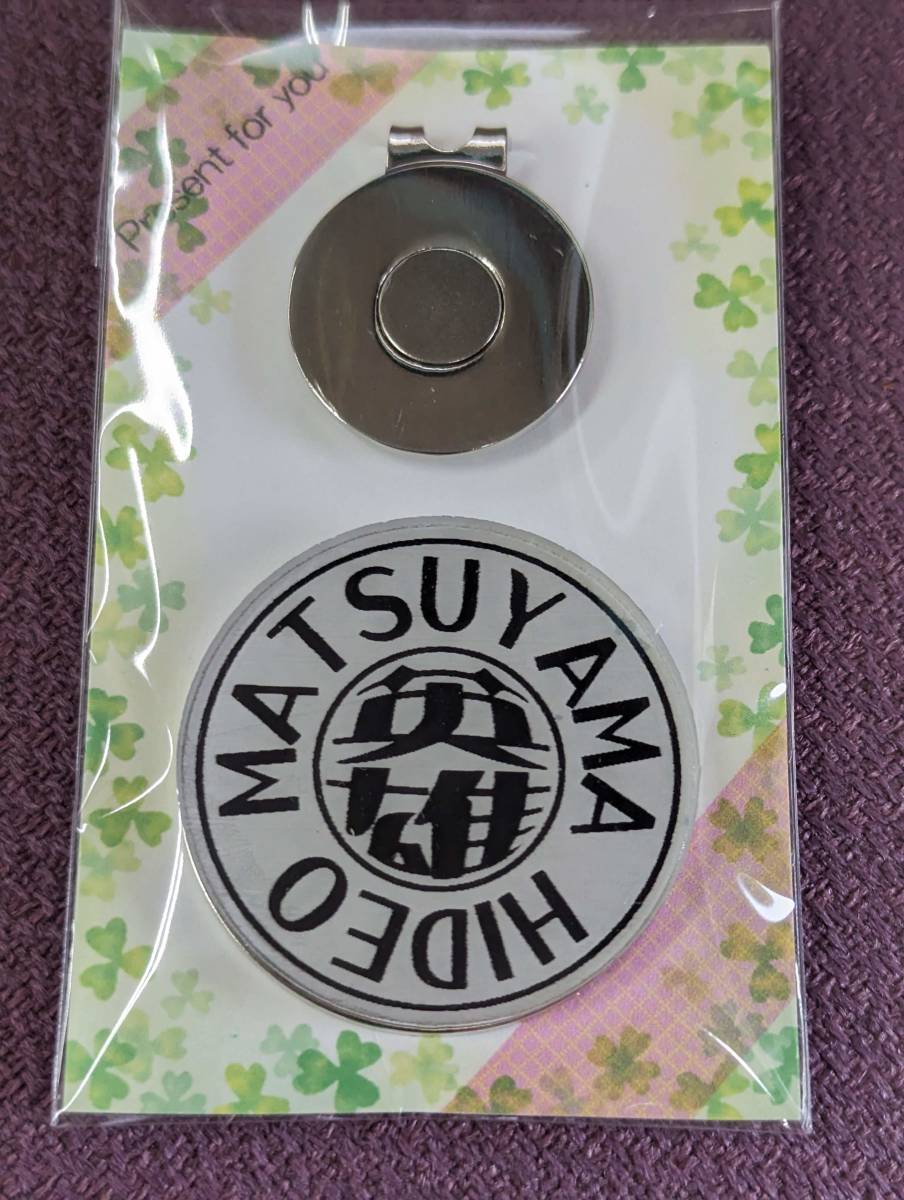 Present for you
MATSUYAMA
英雄
HIDEO